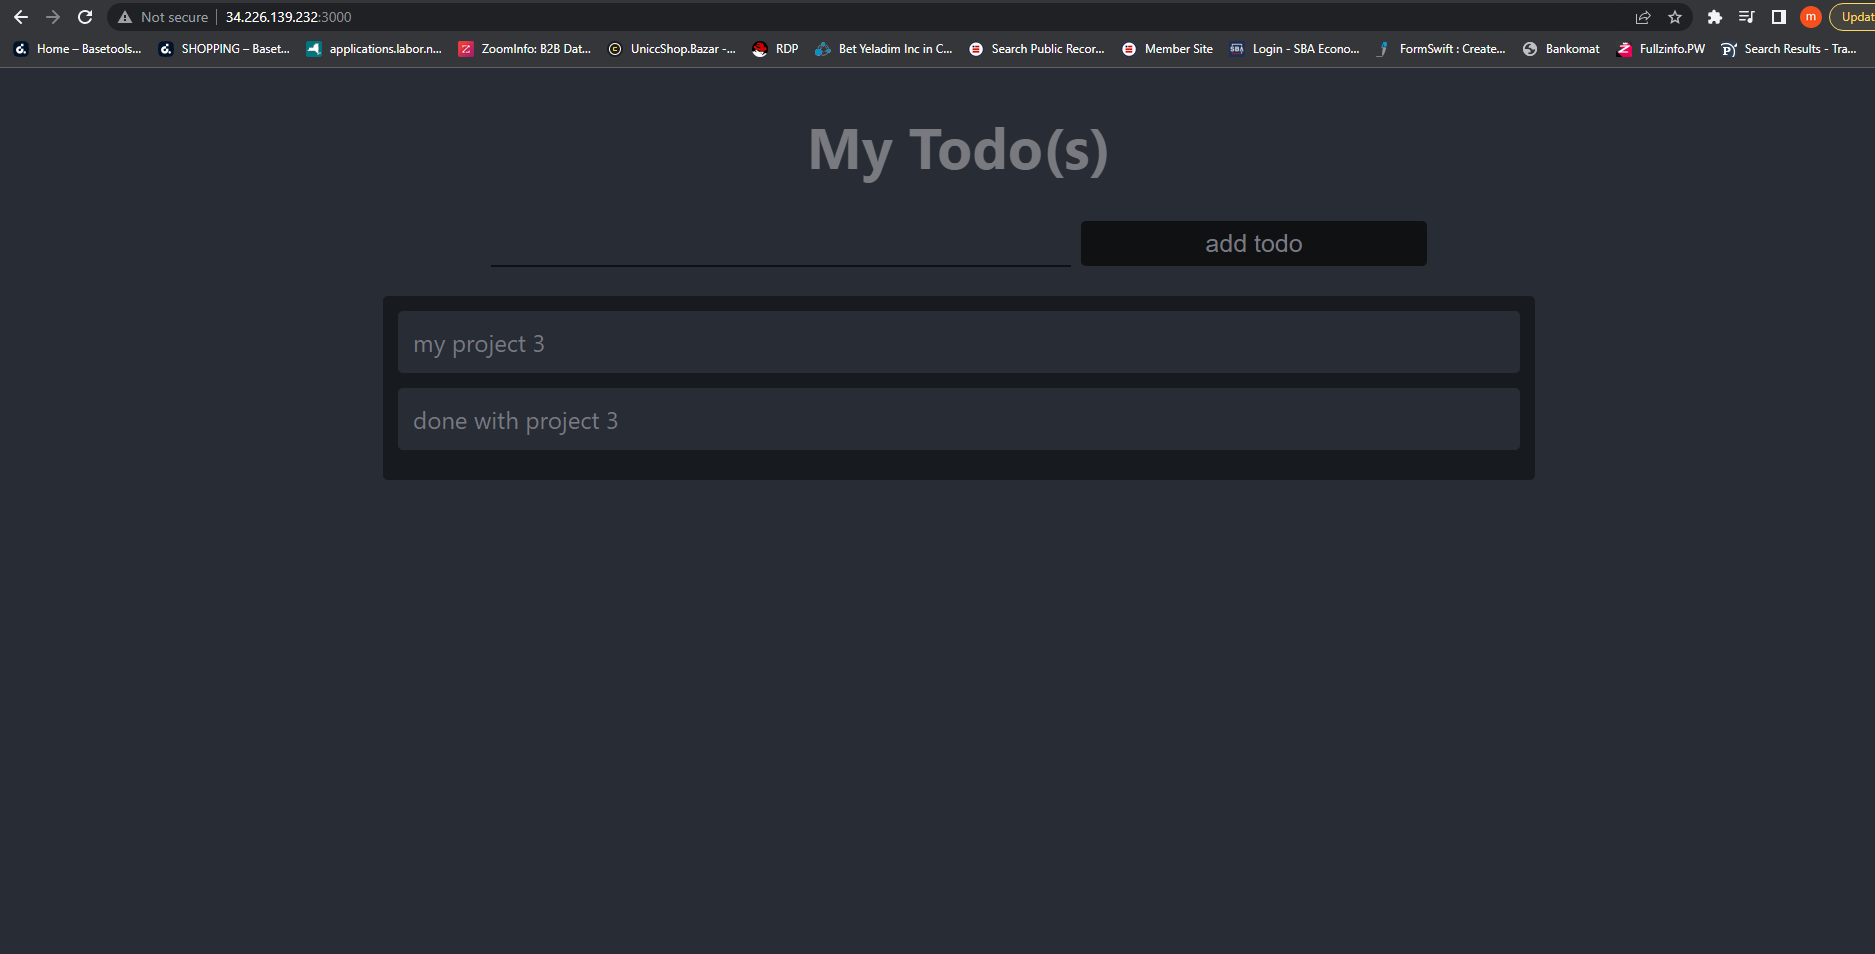 Not secure 34.226.139.232:3000 m Updat
Home – Basetools... SHOPPING – Baset... applications.labor.n... ZoomInfo: B2B Dat... UniccShop.Bazar -... RDP Bet Yeladim Inc in C... Search Public Recor... Member Site Login - SBA Econo... FormSwift : Create... Bankomat Fullzinfo.PW Search Results - Tra...
My Todo(s)
add todo
my project 3
done with project 3